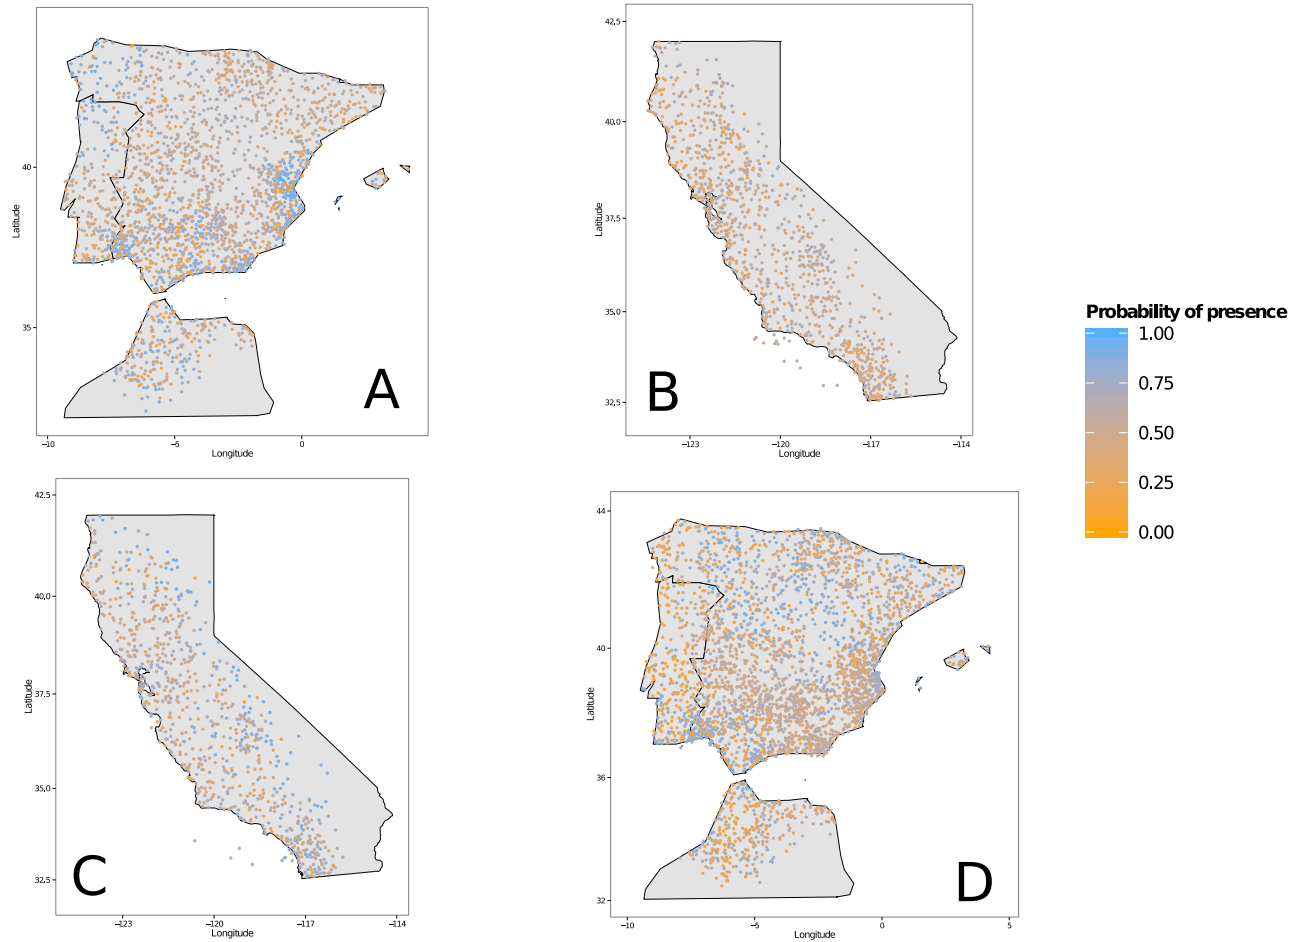 42.5
40
40.0
Latitude
Latitude
37.5
Probability of presence
1.00
35
35.0
0.75
A
B
0.50
32.5
0.25
−10
−5
0
−123
−120
−117
−114
Longitude
Longitude
0.00
42.5
44
40,0
40
Latitude
Latitude
37.5
36
35.0
C
D
32.5
32
−123
−120
−117
−114
−10
−5
0
5
Longitude
Longitude